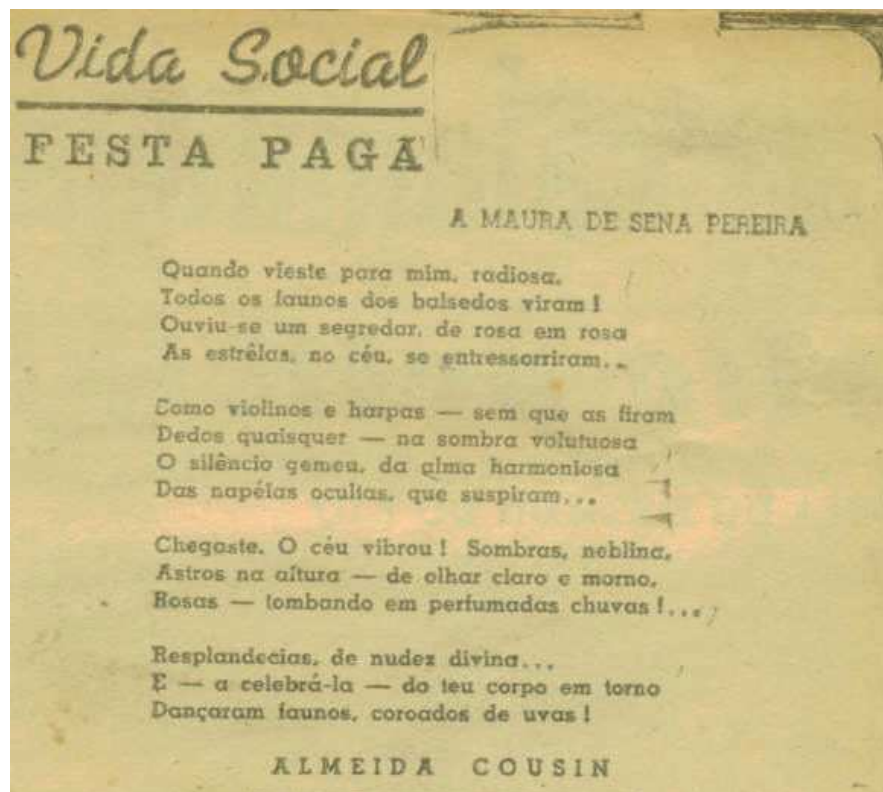 Vida Social
FESTA PAGÃ
A MAURA DE SENA PEREIRA
Quando vieste para mim, radiosa,
Todos os faunos dos balsedos viram!
Ouviu-se um segredar, de rosa em rosa
As estrêlas, no céu, se entressorriram...
Como violinos e harpas — sem que as firam
Dedos quaisquer — na sombra volutuosa
O silêncio gemeu, da alma harmoniosa
Das napéias ocultas, que suspiram...
Chegaste. O céu vibrou! Sombras, neblina,
Astros na altura — de olhar claro e morno,
Rosas — tombando em perfumadas chuvas!...
Resplandecias, de nudez divina...
E — a celebrá-la — do teu corpo em torno
Dançaram faunos, coroados de uvas!
ALMEIDA COUSIN